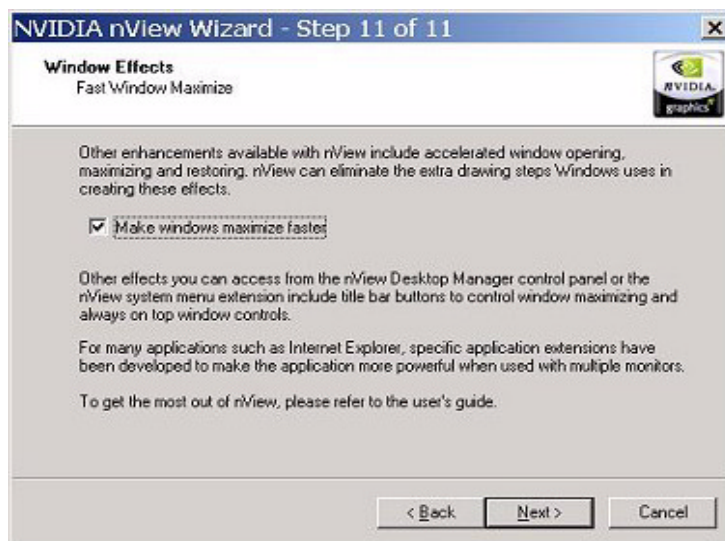 NVIDIA nView Wizard - Step 11 of 11
Window Effects
Fast Window Maximize
NVIDIA.
graphics
Other enhancements available with nView include accelerated window opening,
maximizing and restoring. nView can eliminate the extra drawing steps Windows uses in
creating these effects.
Make windows maximize faster
Other effects you can access from the nView Desktop Manager control panel or the
nView system menu extension include title bar buttons to control window maximizing and
always on top window controls.
For many applications such as Internet Explorer, specific application extensions have
been developed to make the application more powerful when used with multiple monitors.
To get the most out of nView, please refer to the user's guide.
< Back
Next >
Cancel